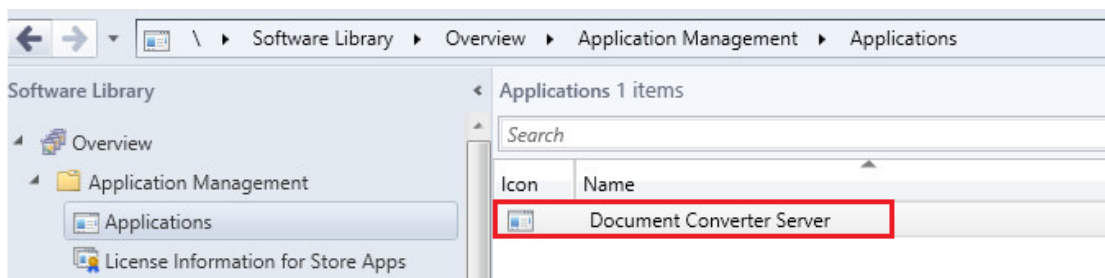 \ Software Library Overview Application Management Applications
Software Library
Applications 1 items
Search
Overview
Application Management
Icon Name
Applications
Document Converter Server
License Information for Store Apps